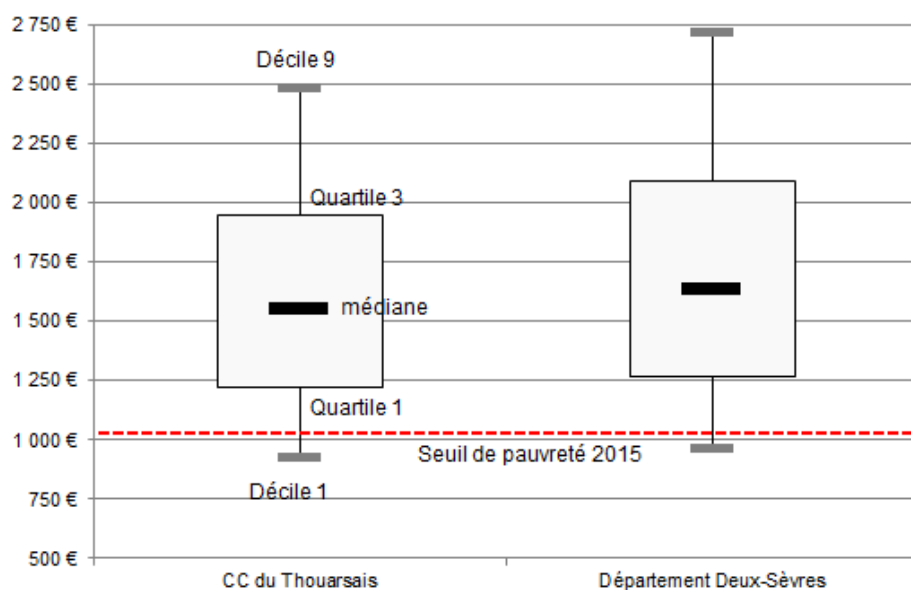 2 750 €
2 500 €
2 250 €
2 000 €
1 750 €
1 500 €
1 250 €
1 000 €
750 €
500 €
Décile 9
Quartile 3
médiane
Quartile 1
Seuil de pauvreté 2015
Décile 1
CC du Thouarsais
Département Deux-Sèvres